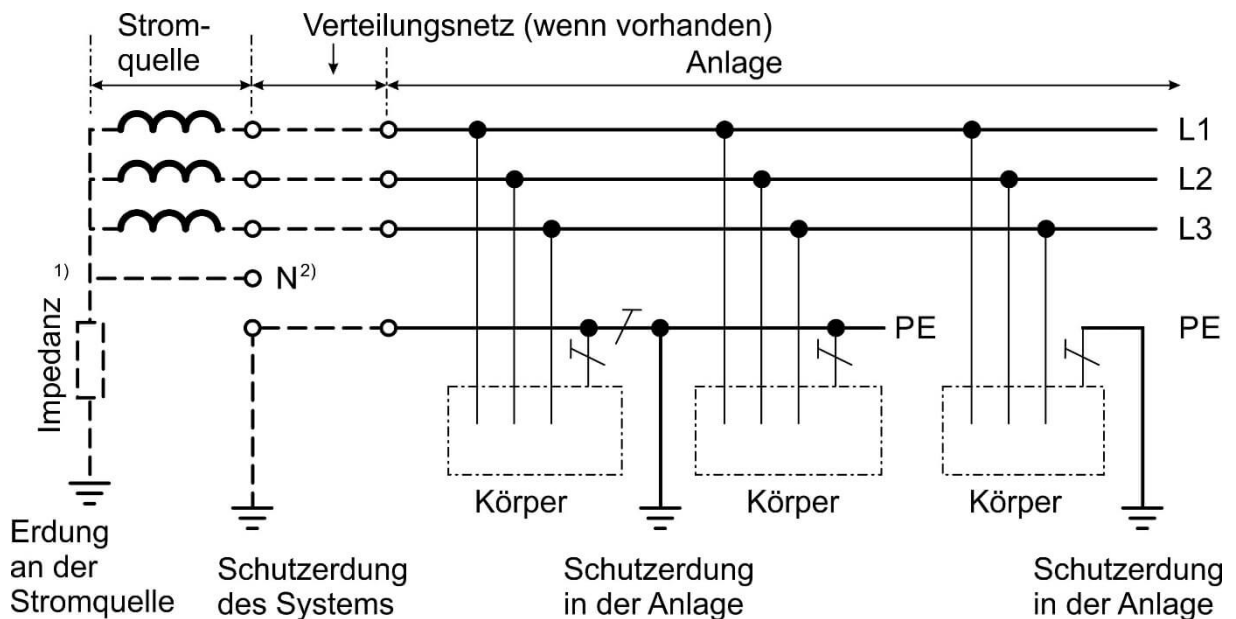 Strom-
quelle
Verteilungsnetz (wenn vorhanden)
Anlage
L1
L2
L3
1)
N2)
Impedanz
PE
PE
Körper
Körper
Körper
Erdung
an der
Stromquelle
Schutzerdung
des Systems
Schutzerdung
in der Anlage
Schutzerdung
in der Anlage